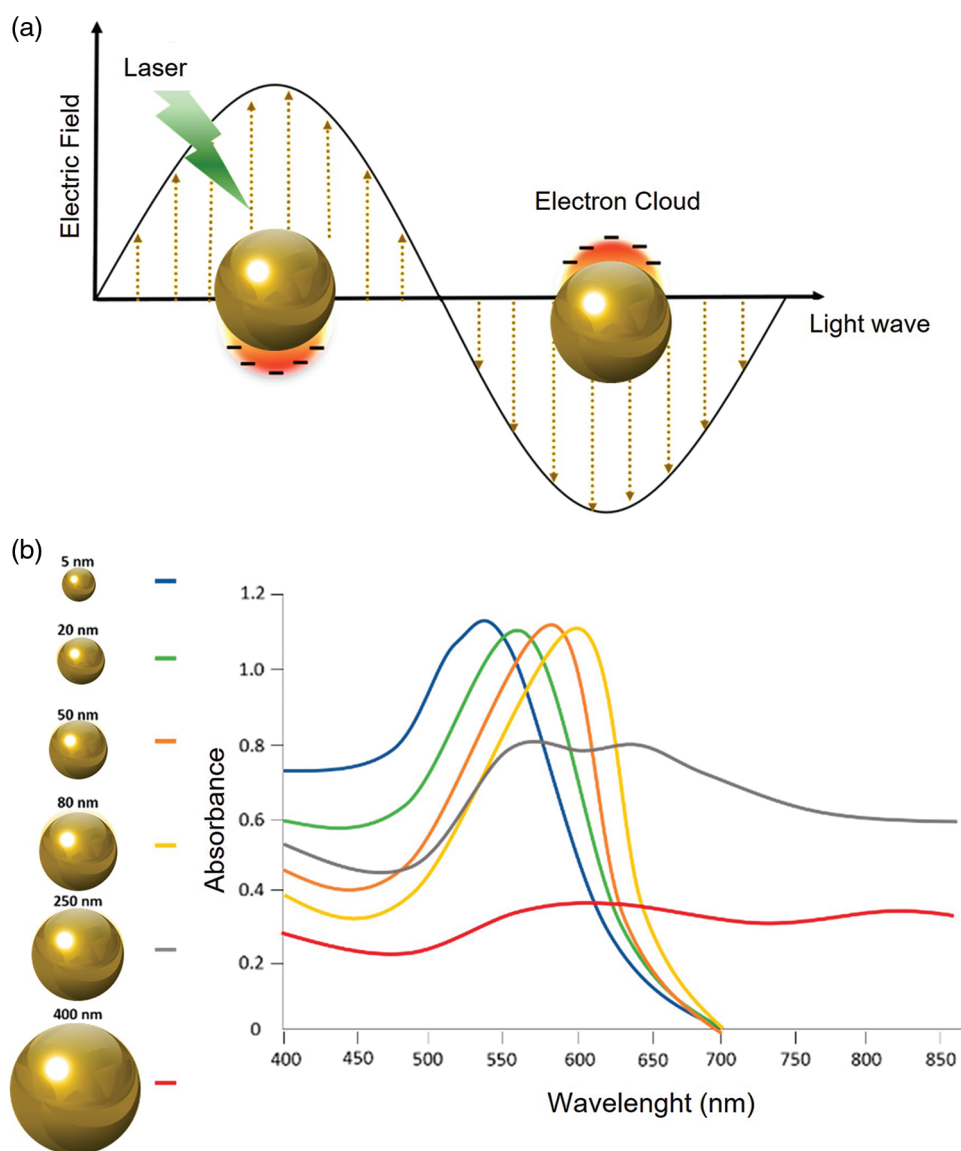 (a)
Laser
Electric Field
Electron Cloud
Light wave
(b)
5 nm
20 nm
50 nm
80 nm
250 nm
400 nm
Absorbance
1.2
1.0
0.8
0.6
0.4
0.2
0
400 450 500 550 600 650 700 750 800 850
Wavelenght (nm)